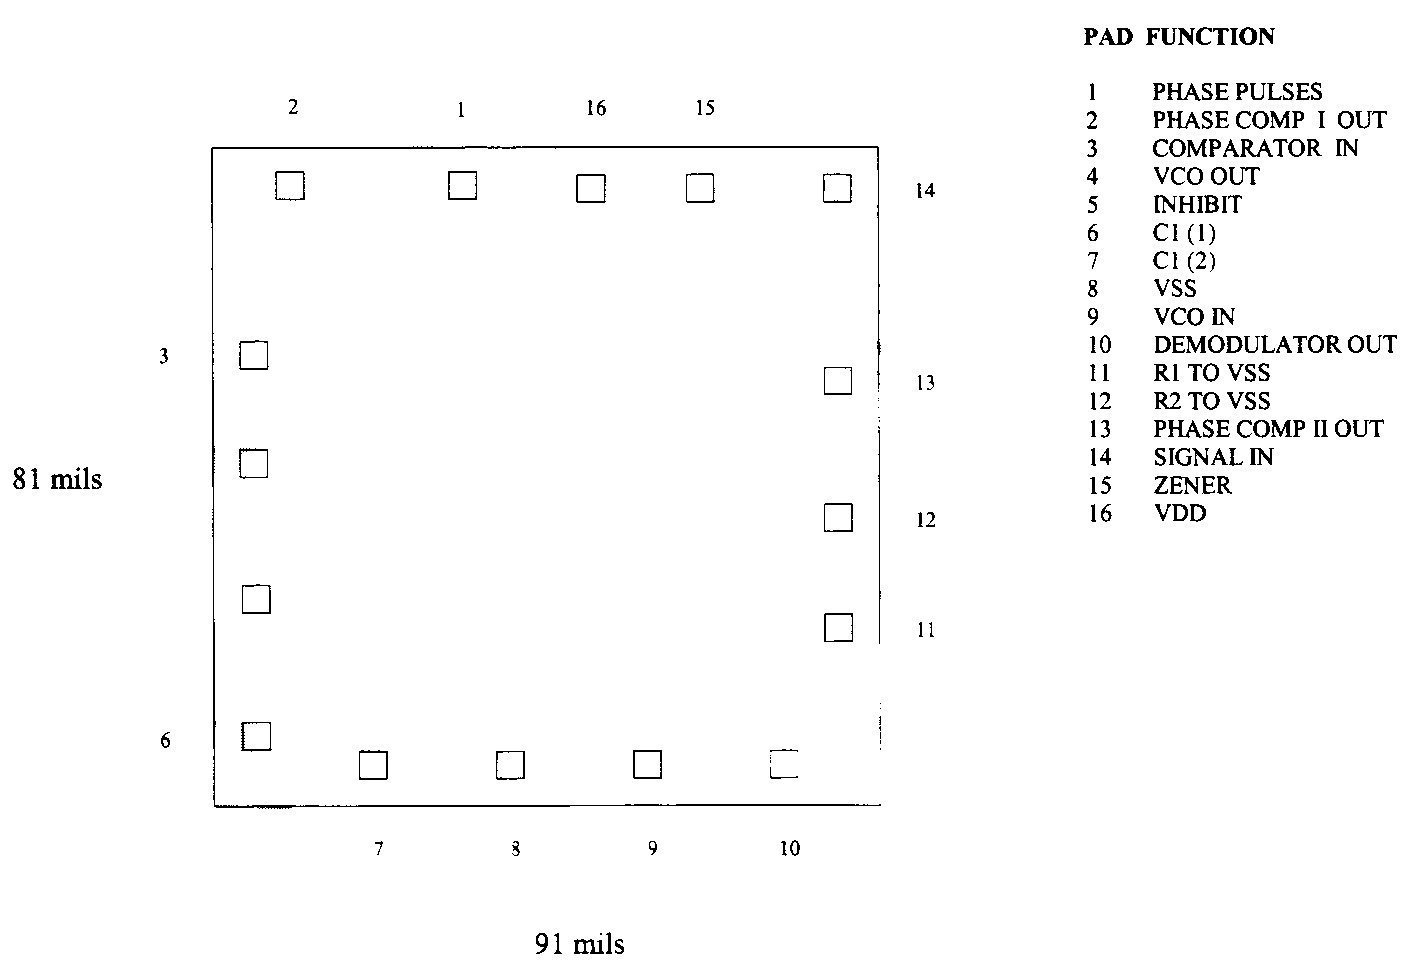 PAD FUNCTION
1 PHASE PULSES
2 PHASE COMP I OUT
3 COMPARATOR IN
4 VCO OUT
5 INHIBIT
6 C1 (1)
7 C1 (2)
8 VSS
9 VCO IN
10 DEMODULATOR OUT
11 R1 TO VSS
12 R2 TO VSS
13 PHASE COMP II OUT
14 SIGNAL IN
15 ZENER
16 VDD
2 1 16 15
14
3
13
81 mils
12
11
6
7 8 9 10
91 mils